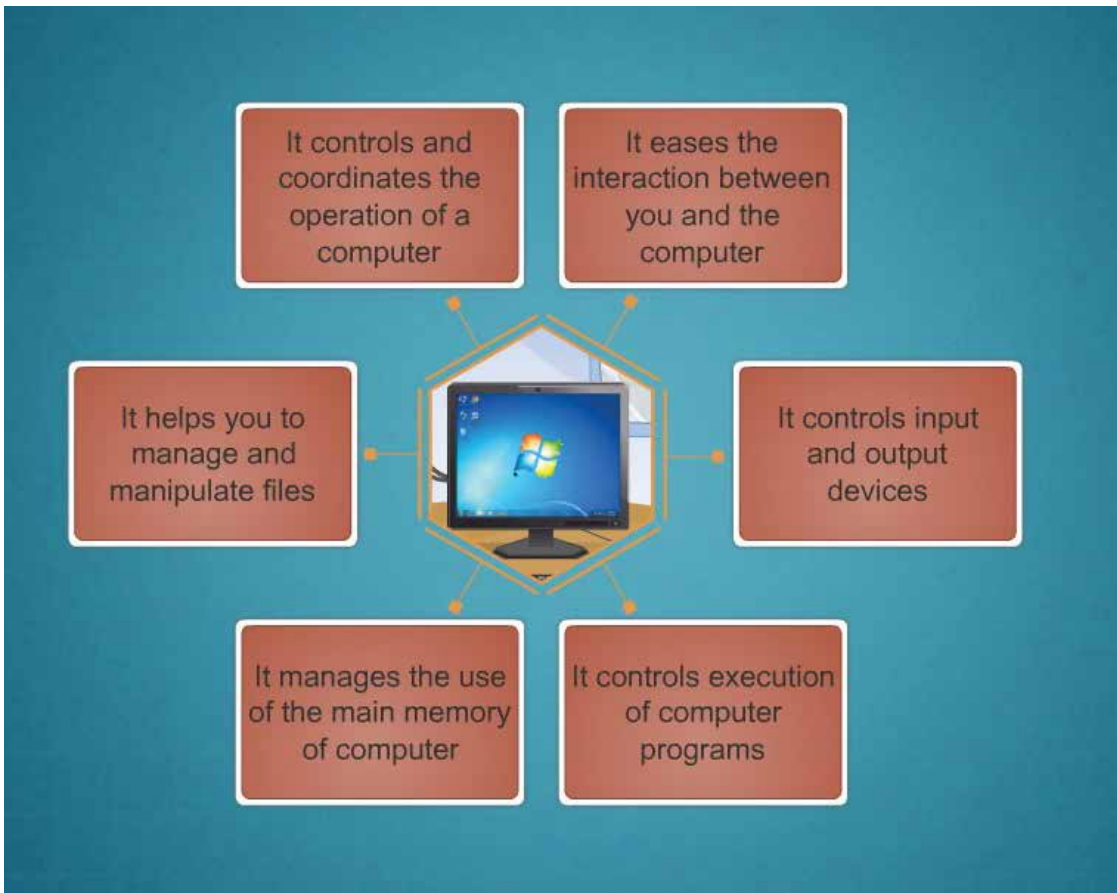 It controls and
coordinates the
operation of a
computer
It eases the
interaction between
you and the
computer
It helps you to
manage and
manipulate files
It controls input
and output
devices
It manages the use
of the main memory
of computer
It controls execution
of computer
programs